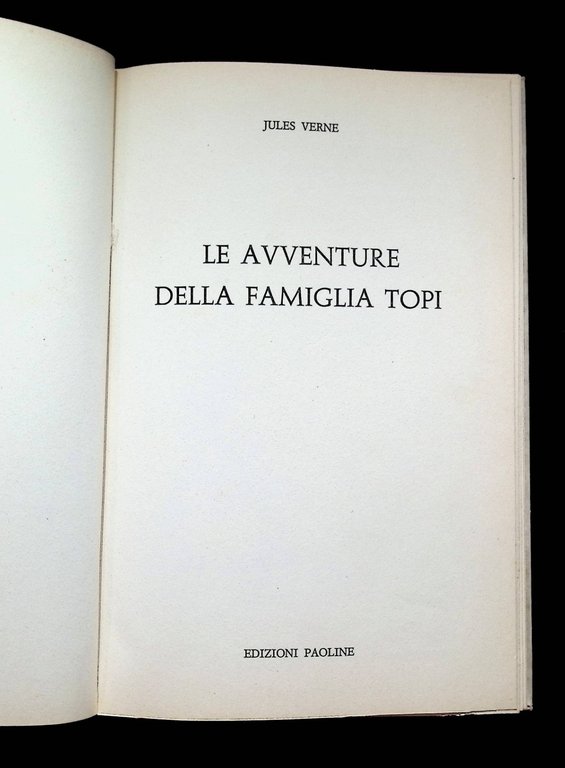 JULES VERNE
LE AVVENTURE
DELLA FAMIGLIA TOPI
EDIZIONI PAOLINE